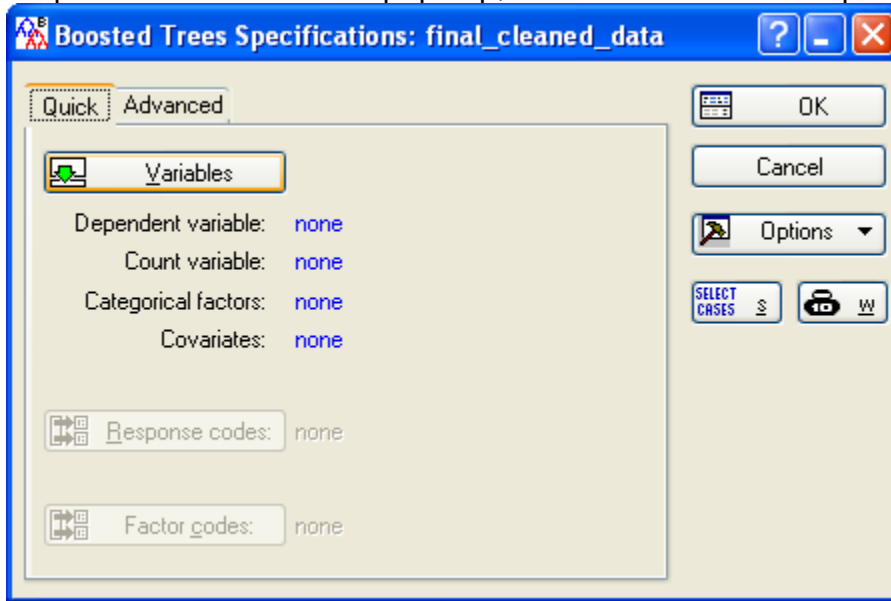 Boosted Trees Specifications: final_cleaned_data
Quick Advanced
OK
Variables
Cancel
Dependent variable: none
Options
Count variable: none
Categorical factors: none
SELECT CASES S W
Covariates: none
Response codes: none
Factor codes: none